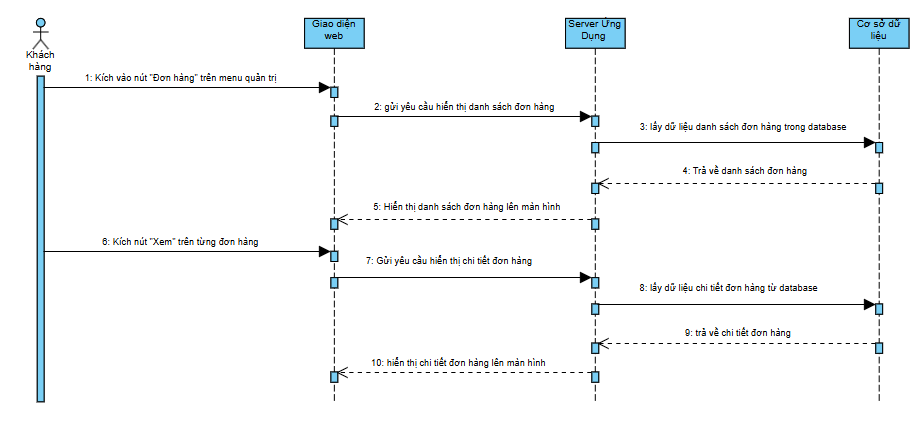 Khách
hàng
Giao diện
web
Server Ứng
Dụng
Cơ sở dữ
liệu
1: Kích vào nút "Đơn hàng" trên menu quản trị
2: gửi yêu cầu hiển thị danh sách đơn hàng
3: lấy dữ liệu danh sách đơn hàng trong database
4: Trả về danh sách đơn hàng
5: Hiển thị danh sách đơn hàng lên màn hình
6: Kích nút "Xem" trên từng đơn hàng
7: Gửi yêu cầu hiển thị chi tiết đơn hàng
8: lấy dữ liệu chi tiết đơn hàng từ database
9: trả về chi tiết đơn hàng
10: hiển thị chi tiết đơn hàng lên màn hình